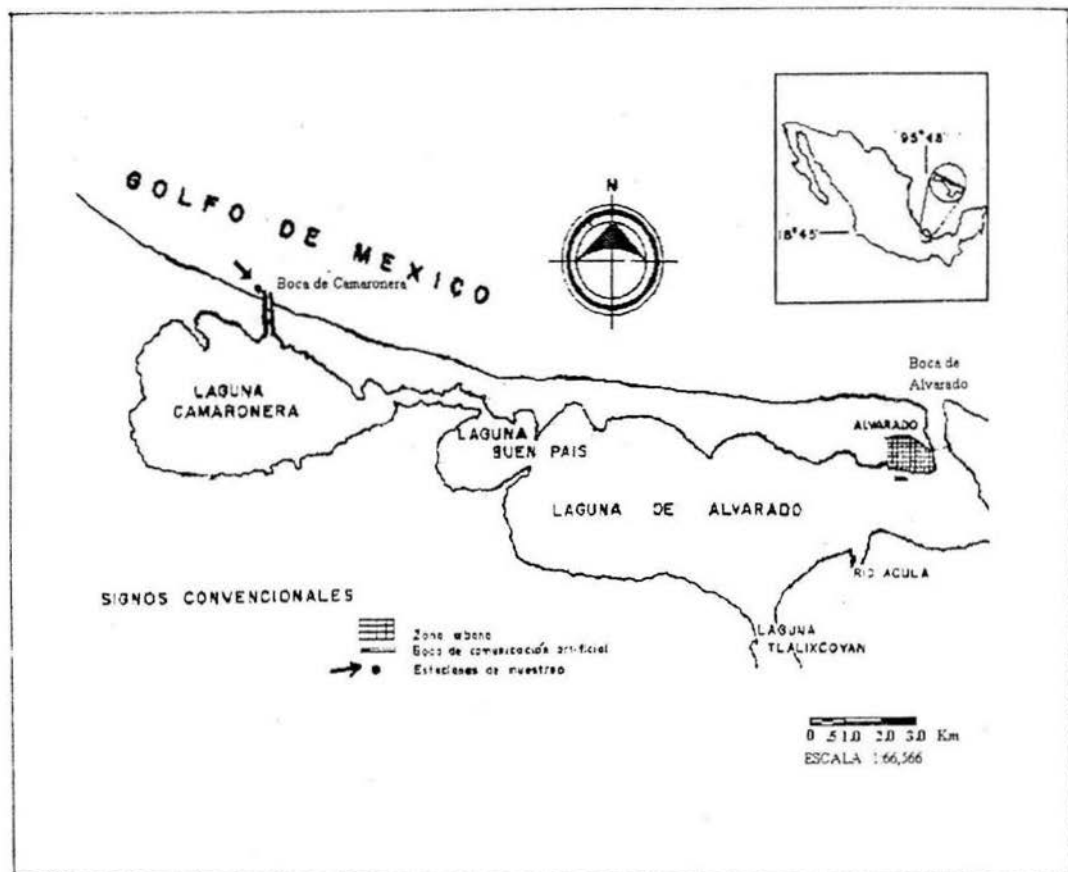 GOLFO DE MEXICO
N
95°48'
18°45'
Boca de Camaronera
Boca de
Alvarado
LAGUNA
CAMARONERA
LAGUNA
BUEN PAIS
ALVARADO
LAGUNA DE ALVARADO
RIO ACULA
LAGUNA
TLALIXCOYAN
SIGNOS CONVENCIONALES
Zona urbana
Boca de comunicación artificial
Estaciones de muestreo
0 .5 1.0 2.0 3.0 Km
ESCALA 1:66,566